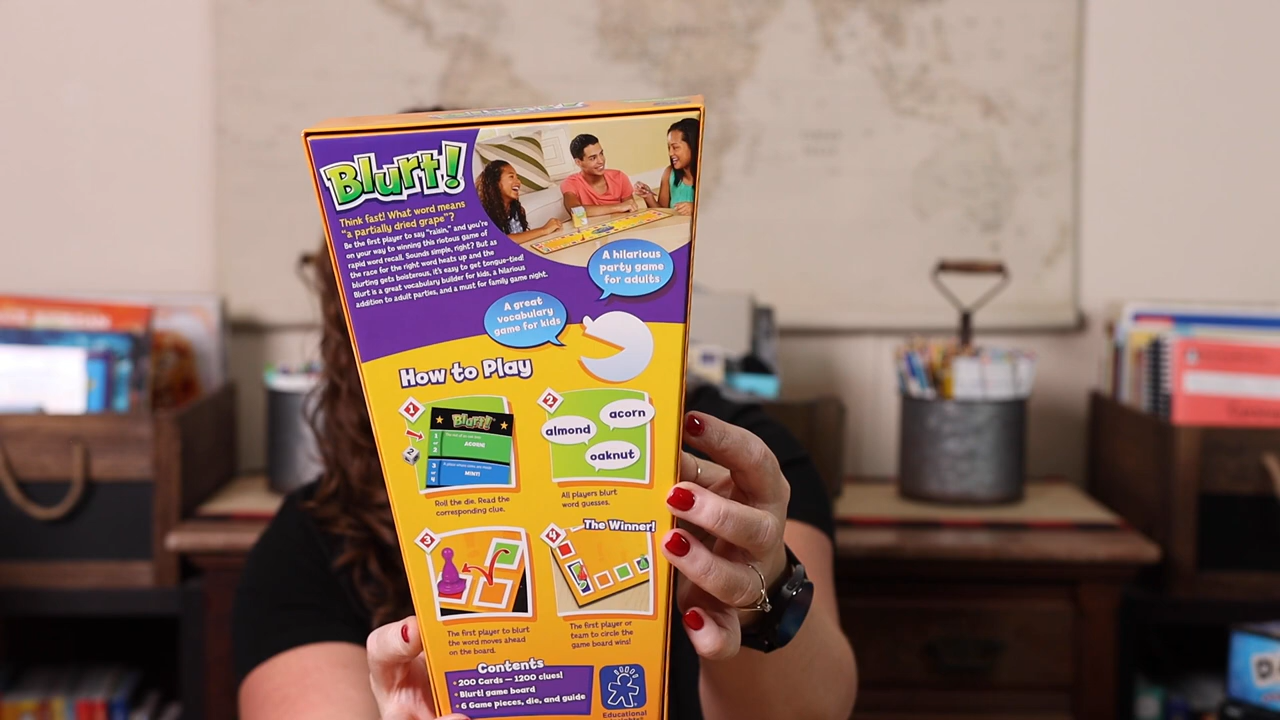 Blurt!
Think fast! What word means
"a partially dried grape"?
Be the first player to say "raisin," and you're
on your way to winning this riotous game of
rapid word recall. Sounds simple, right? But as
the race for the right word heats up and the
blurting gets boisterous, it's easy to get tongue-tied!
Blurt is a great vocabulary builder for kids, a hilarious
addition to adult parties, and a must for family game night.
A hilarious
party game
for adults
A great
vocabulary
game for kids
How to Play
1
Blurt!
ACORN!
MINT!
2
Roll the die. Read the
corresponding clue.
2
acorn
almond
oaknut
All players blurt
word guesses.
3
The first player to blurt
the word moves ahead
on the board.
4
The Winner!
The first player or
team to circle the
game board wins!
Contents
• 200 Cards — 1200 clues!
• Blurt! game board
• 6 Game pieces, die, and guide
Educational